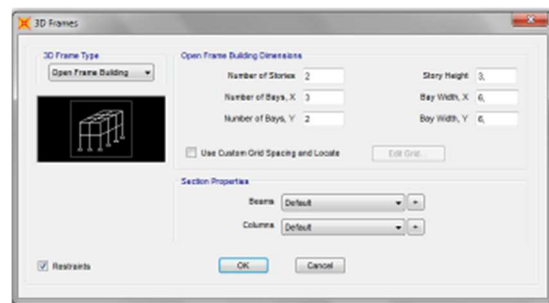 3D Frames
3D Frame Type
Open Frame Building
Open Frame Building Dimensions
Number of Stories 2
Story Height 3,
Number of Bays, X 3
Bay Width, X 6,
Number of Bays, Y 2
Bay Width, Y 6,
Use Custom Grid Spacing and Locate
Edit Grid...
Section Properties
Beams Default +
Columns Default +
Restraints
OK
Cancel